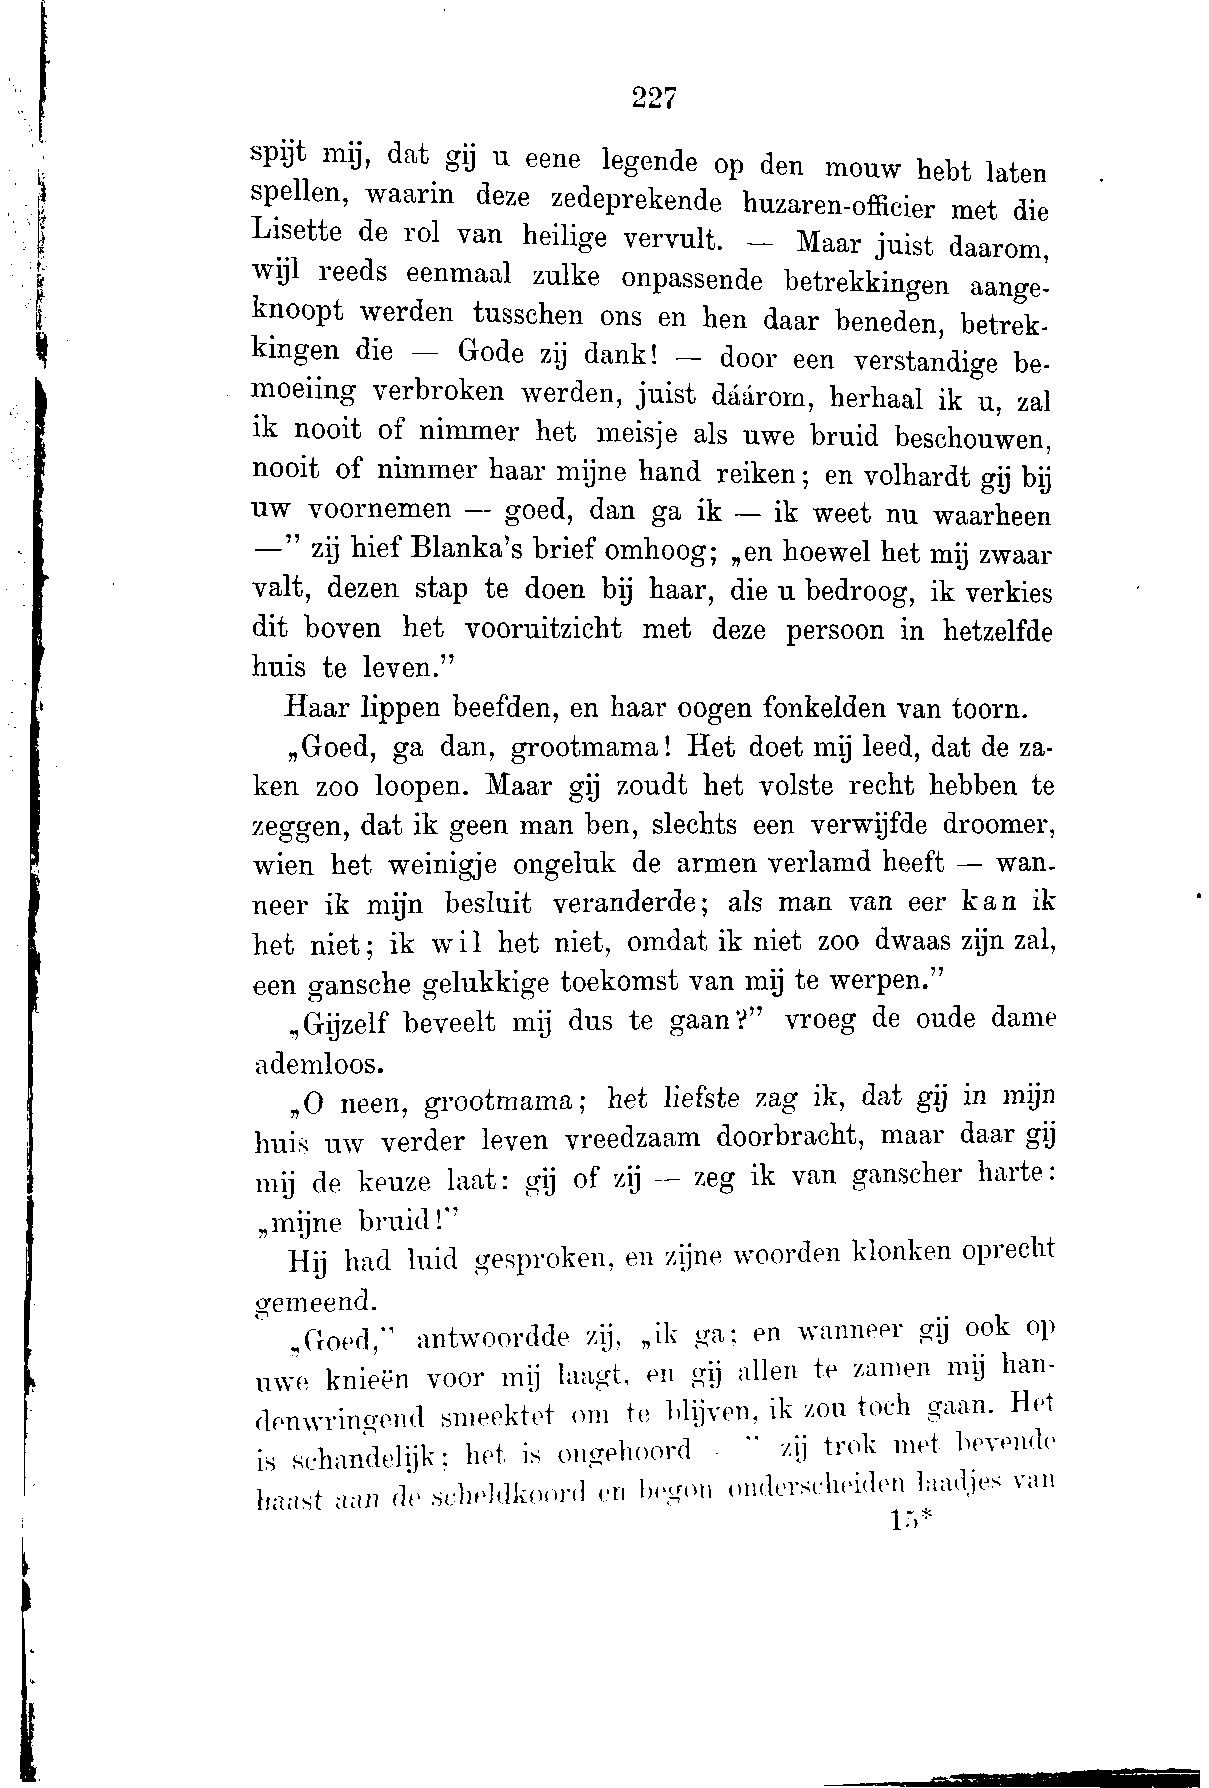 227
spijt mij, dat gij u eene legende op den mouw hebt laten
spellen, waarin deze zedeprekende huzaren-officier met die
Lisette de rol van heilige vervult. — Maar juist daarom,
wijl reeds eenmaal zulke onpassende betrekkingen aange-
knoopt werden tusschen ons en hen daar beneden, betrek-
kingen die — Gode zij dank! — door een verstandige be-
moeiing verbroken werden, juist dáárom, herhaal ik u, zal
ik nooit of nimmer het meisje als uwe bruid beschouwen,
nooit of nimmer haar mijne hand reiken; en volhardt gij bij
uw voornemen — goed, dan ga ik — ik weet nu waarheen
—” zij hief Blanka's brief omhoog; „en hoewel het mij zwaar
valt, dezen stap te doen bij haar, die u bedroog, ik verkies
dit boven het vooruitzicht met deze persoon in hetzelfde
huis te leven.”
Haar lippen beefden, en haar oogen fonkelden van toorn.
„Goed, ga dan, grootmama! Het doet mij leed, dat de za-
ken zoo loopen. Maar gij zoudt het volste recht hebben te
zeggen, dat ik geen man ben, slechts een verwijfde droomer,
wien het weinigje ongeluk de armen verlamd heeft — wan-
neer ik mijn besluit veranderde; als man van eer kan ik
het niet; ik wil het niet, omdat ik niet zoo dwaas zijn zal,
een gansche gelukkige toekomst van mij te werpen.”
„Gijzelf beveelt mij dus te gaan?” vroeg de oude dame
ademloos.
„O neen, grootmama; het liefste zag ik, dat gij in mijn
huis uw verder leven vreedzaam doorbracht, maar daar gij
mij de keuze laat: gij of zij — zeg ik van ganscher harte:
„mijne bruid!”
Hij had luid gesproken, en zijne woorden klonken oprecht
gemeend.
„Goed,” antwoordde zij, „ik ga; en wanneer gij ook op
uwe knieën voor mij laagt, en gij allen te zamen mij han-
denwringend smeektet om te blijven, ik zou toch gaan. Het
is schandelijk; het is ongehoord -” zij trok met bevende
haast aan de scheldkoord en begon onderscheiden laadjes van
15*